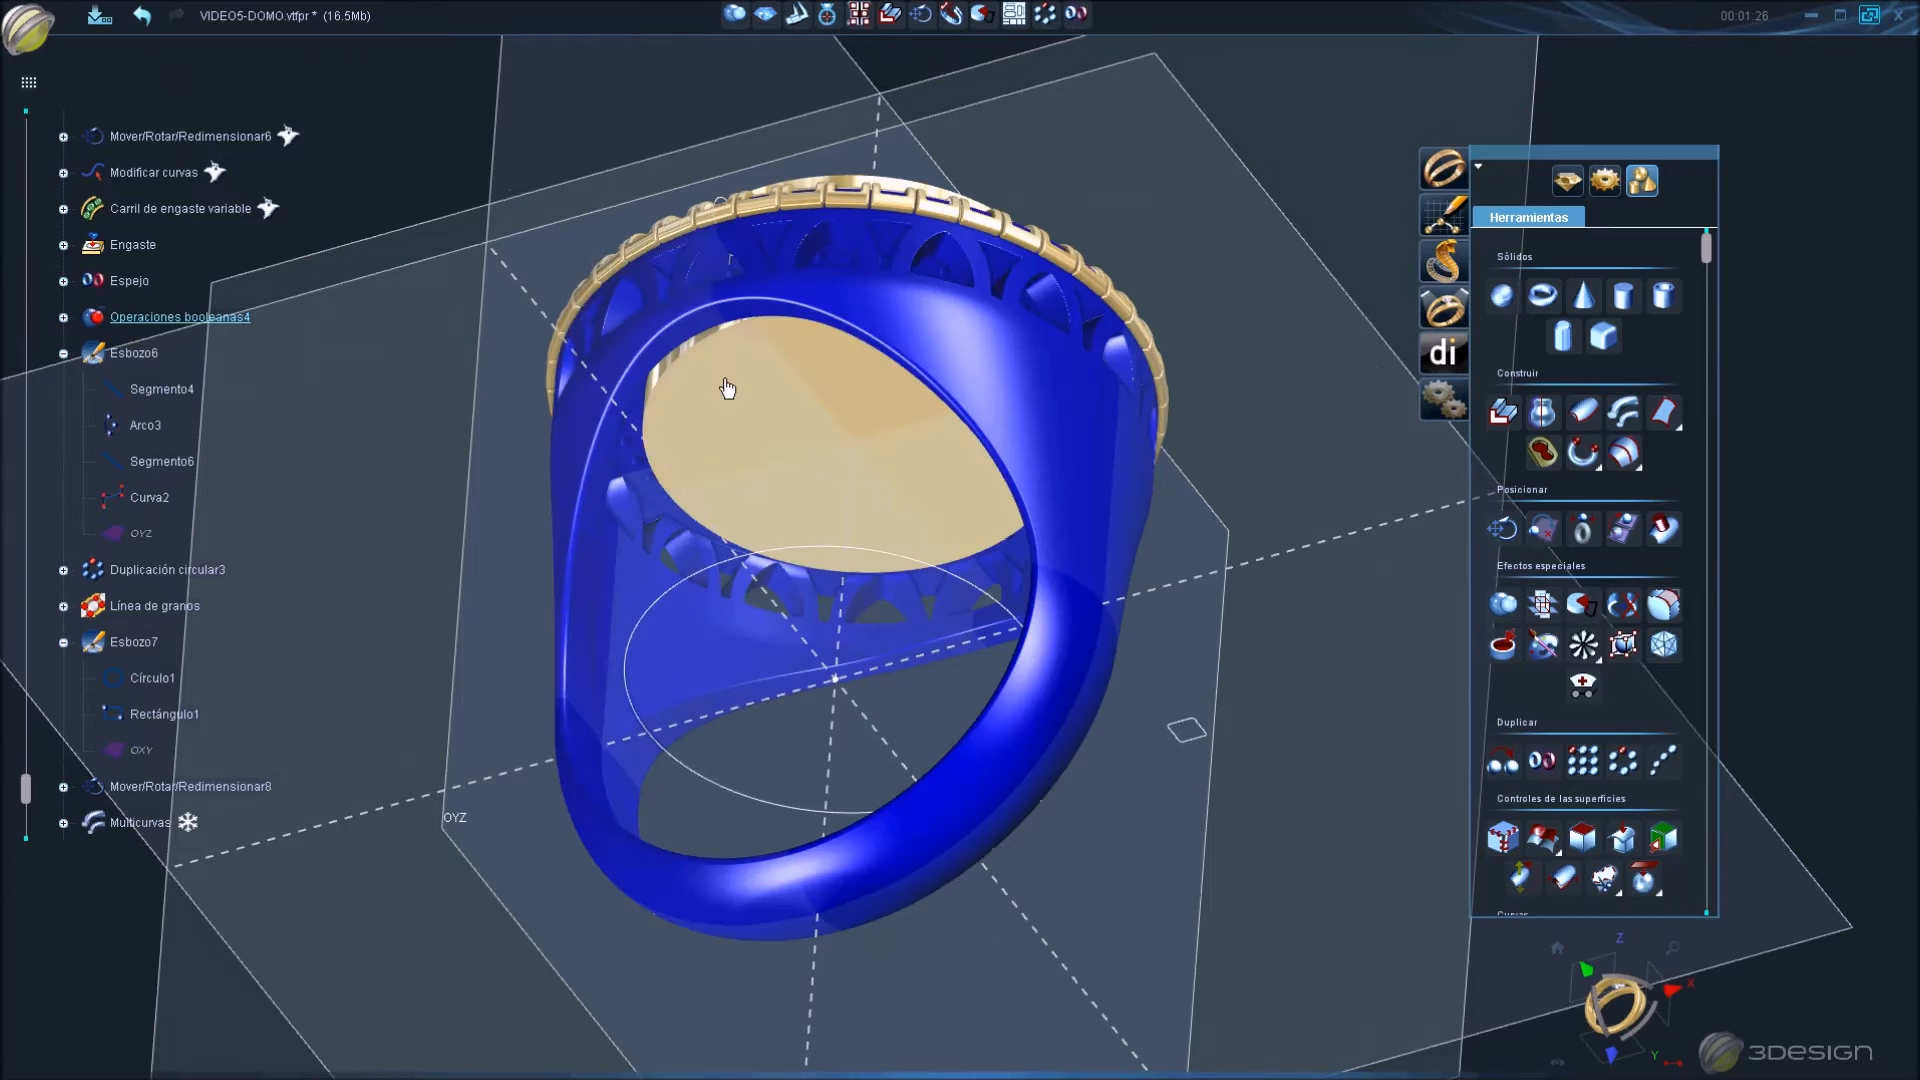 VIDEO5-DOMO.vtfpr * (16.5Mb)
00:01:26
Mover/Rotar/Redimensionar6
Modificar curvas
Carril de engaste variable
Engaste
Espejo
Operaciones booleanas4
Esbozo6
Segmento4
Arco3
Segmento6
Curva2
OYZ
Duplicación circular3
Línea de granos
Esbozo7
Círculo1
Rectángulo1
OXY
Mover/Rotar/Redimensionar8
Multicurvas
OYZ
di
Herramientas
Sólidos
Construir
Posicionar
Efectos especiales
Duplicar
Controles de las superficies
Curvas
Z
X
Y
3DESIGN